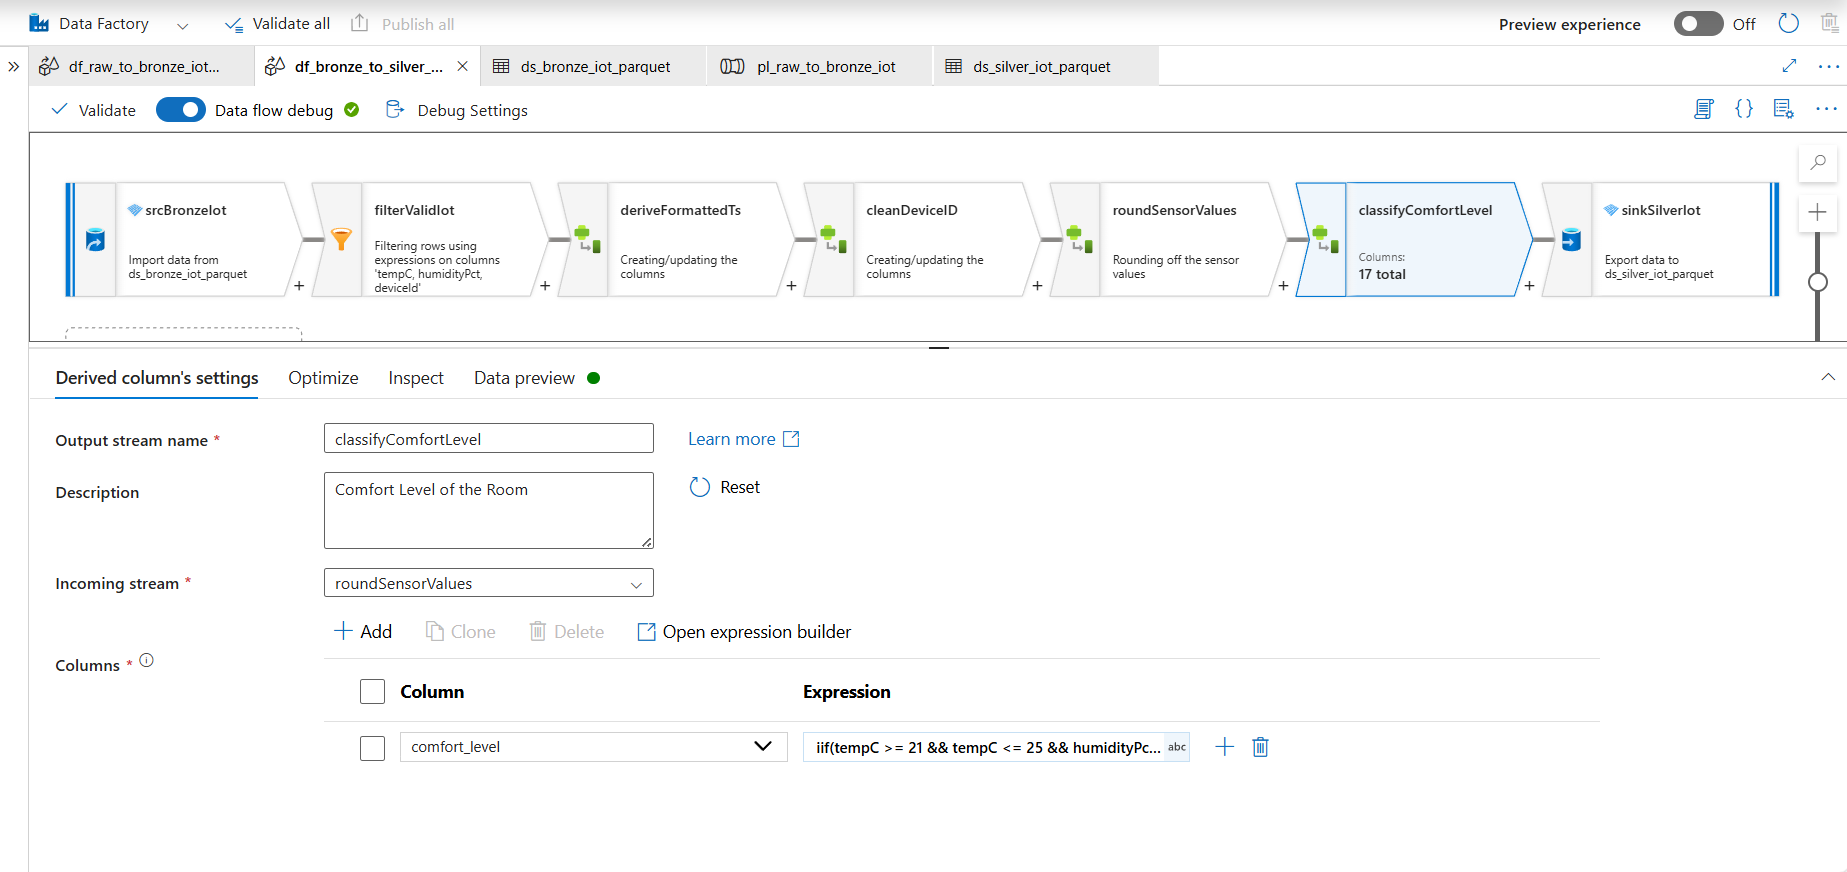 Data Factory
Validate all
Publish all
Preview experience
Off
df_raw_to_bronze_iot...
df_bronze_to_silver_...
ds_bronze_iot_parquet
pl_raw_to_bronze_iot
ds_silver_iot_parquet
Validate
Data flow debug
Debug Settings
{}
srcBronzeIot
Import data from
ds_bronze_iot_parquet
filterValidIot
Filtering rows using
expressions on columns
'tempC, humidityPct,
deviceId'
deriveFormattedTs
Creating/updating the
columns
cleanDeviceID
Creating/updating the
columns
roundSensorValues
Rounding off the sensor
values
classifyComfortLevel
Columns:
17 total
sinkSilverIot
Export data to
ds_silver_iot_parquet
Derived column's settings
Optimize
Inspect
Data preview
Output stream name *
classifyComfortLevel
Learn more
Description
Comfort Level of the Room
Reset
Incoming stream *
roundSensorValues
Add
Clone
Delete
Open expression builder
Columns *
Column
Expression
comfort_level
iif(tempC >= 21 && tempC <= 25 && humidityPc...
abc